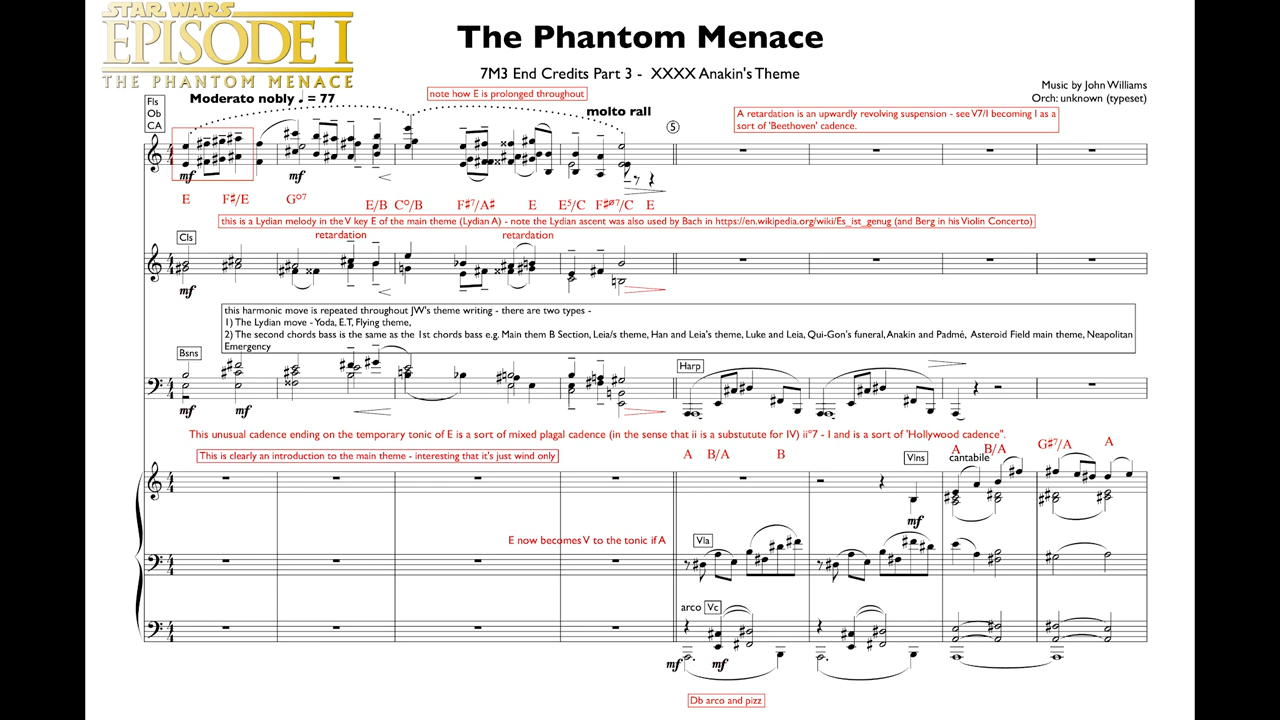 STAR WARS
EPISODE I
THE PHANTOM MENACE
The Phantom Menace
7M3 End Credits Part 3 - XXXX Anakin's Theme
Music by John Williams
Orch: unknown (typeset)
Moderato nobly ♩ = 77
note how E is prolonged throughout
molto rall
Fls
Ob
CA
5
A retardation is an upwardly revolving suspension - see V7/I becoming I as a
sort of 'Beethoven' cadence.
mf mf
E F♯/E G°7 E/B C°/B F♯7/A♯ E E⁵/C F♯ø7/C E
this is a Lydian melody in the V key E of the main theme (Lydian A) - note the Lydian ascent was also used by Bach in https://en.wikipedia.org/wiki/Es_ist_genug (and Berg in his Violin Concerto)
Cls
retardation retardation
mf
this harmonic move is repeated throughout JW's theme writing - there are two types -
1) The Lydian move - Yoda, E.T, Flying theme,
2) The second chords bass is the same as the 1st chords bass e.g. Main them B Section, Leia/s theme, Han and Leia's theme, Luke and Leia, Qui-Gon's funeral, Anakin and Padmé, Asteroid Field main theme, Neapolitan
Emergency
Bsns
Harp
mf mf
This unusual cadence ending on the temporary tonic of E is a sort of mixed plagal cadence (in the sense that ii is a substutute for IV) ii°7 - I and is a sort of 'Hollywood cadence".
This is clearly an introduction to the main theme - interesting that it's just wind only
A B/A B A B/A G♯7/A A
Vlns
cantabile
mf
E now becomes V to the tonic if A
Vla
arco Vc
mf mf
Db arco and pizz